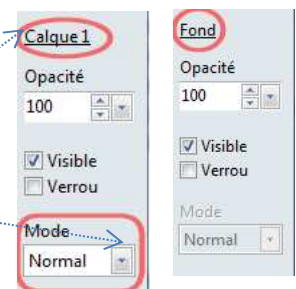 Calque 1
Opacité
100
Visible
Verrou
Mode
Normal
Fond
Opacité
100
Visible
Verrou
Mode
Normal